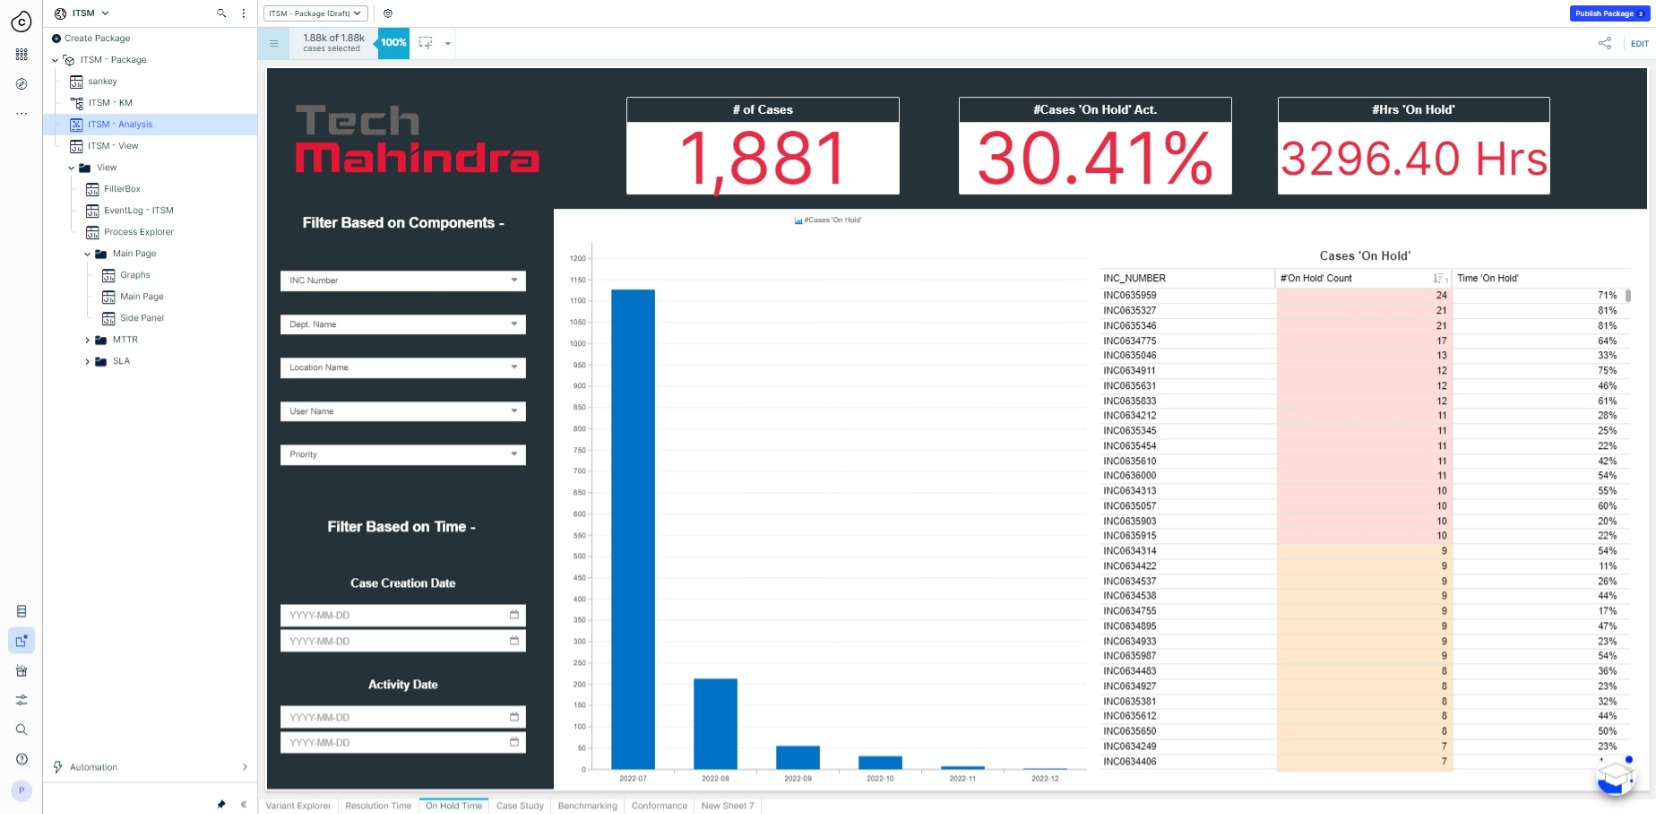 ITSM
Create Package
ITSM - Package
sankey
ITSM - KM
ITSM - Analysis
ITSM - View
View
FilterBox
EventLog - ITSM
Process Explorer
Main Page
Graphs
Main Page
Side Panel
MTTR
SLA
Automation
P
ITSM - Package (Draft)
Publish Package 2
1.88k of 1.88k
cases selected
100%
EDIT
Tech
Mahindra
# of Cases
1,881
#Cases 'On Hold' Act.
30.41%
#Hrs 'On Hold'
3296.40 Hrs
Filter Based on Components -
INC Number
Dept. Name
Location Name
User Name
Priority
Filter Based on Time -
Case Creation Date
YYYY-MM-DD
YYYY-MM-DD
Activity Date
YYYY-MM-DD
YYYY-MM-DD
#Cases 'On Hold'
1200
1100
1050
1000
950
900
850
800
750
700
650
600
550
500
450
400
350
300
250
200
150
100
50
0
2022-07 2022-08 2022-09 2022-10 2022-11 2022-12
Cases 'On Hold'
INC_NUMBER #'On Hold' Count 1 Time 'On Hold'
INC0635959 24 71%
INC0635327 21 81%
INC0635346 21 81%
INC0634775 17 64%
INC0635046 13 33%
INC0634911 12 75%
INC0635631 12 46%
INC0635833 12 61%
INC0634212 11 28%
INC0635345 11 25%
INC0635454 11 22%
INC0635610 11 42%
INC0636000 11 54%
INC0634313 10 55%
INC0635057 10 60%
INC0635903 10 20%
INC0635915 10 22%
INC0634314 9 54%
INC0634422 9 11%
INC0634537 9 26%
INC0634538 9 44%
INC0634755 9 17%
INC0634895 9 47%
INC0634933 9 23%
INC0635987 9 54%
INC0634483 8 36%
INC0634927 8 23%
INC0635381 8 32%
INC0635612 8 44%
INC0635650 8 50%
INC0634249 7 23%
INC0634406 7
Variant Explorer Resolution Time On Hold Time Case Study Benchmarking Conformance New Sheet 7